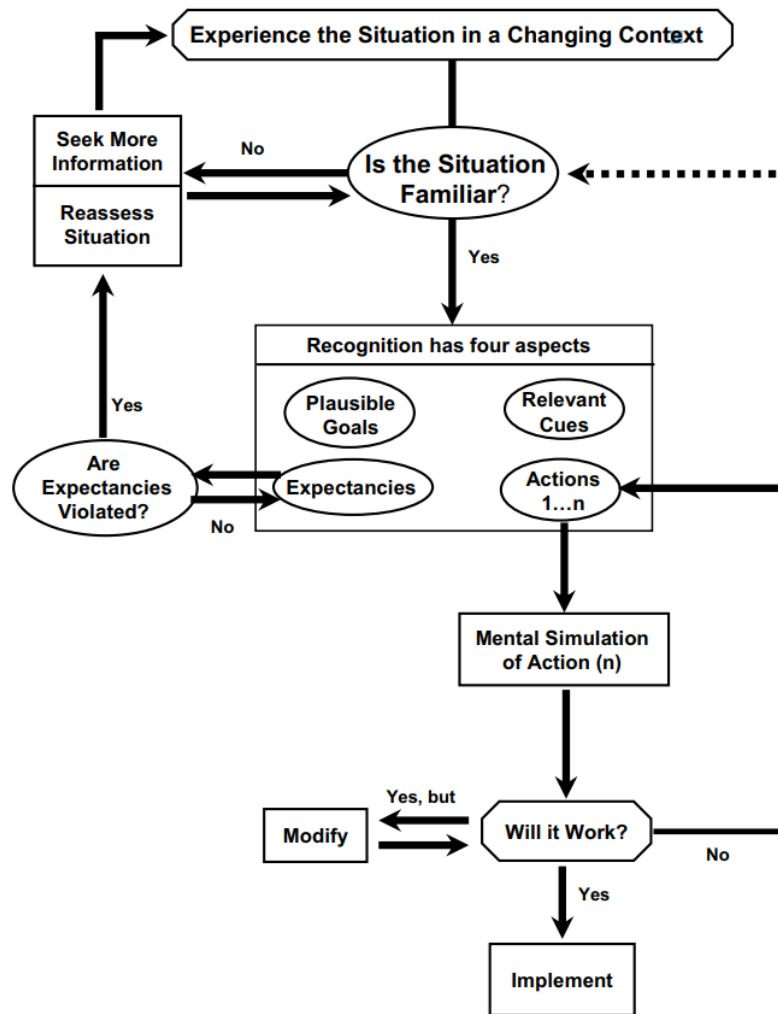 Experience the Situation in a Changing Context
Seek More
Information
No
Is the Situation
Familiar?
Reassess
Situation
Yes
Recognition has four aspects
Plausible
Goals
Relevant
Cues
Yes
Are
Expectancies
Violated?
Expectancies
Actions
1...n
No
Mental Simulation
of Action (n)
Yes, but
Modify
Will it Work?
No
Yes
Implement